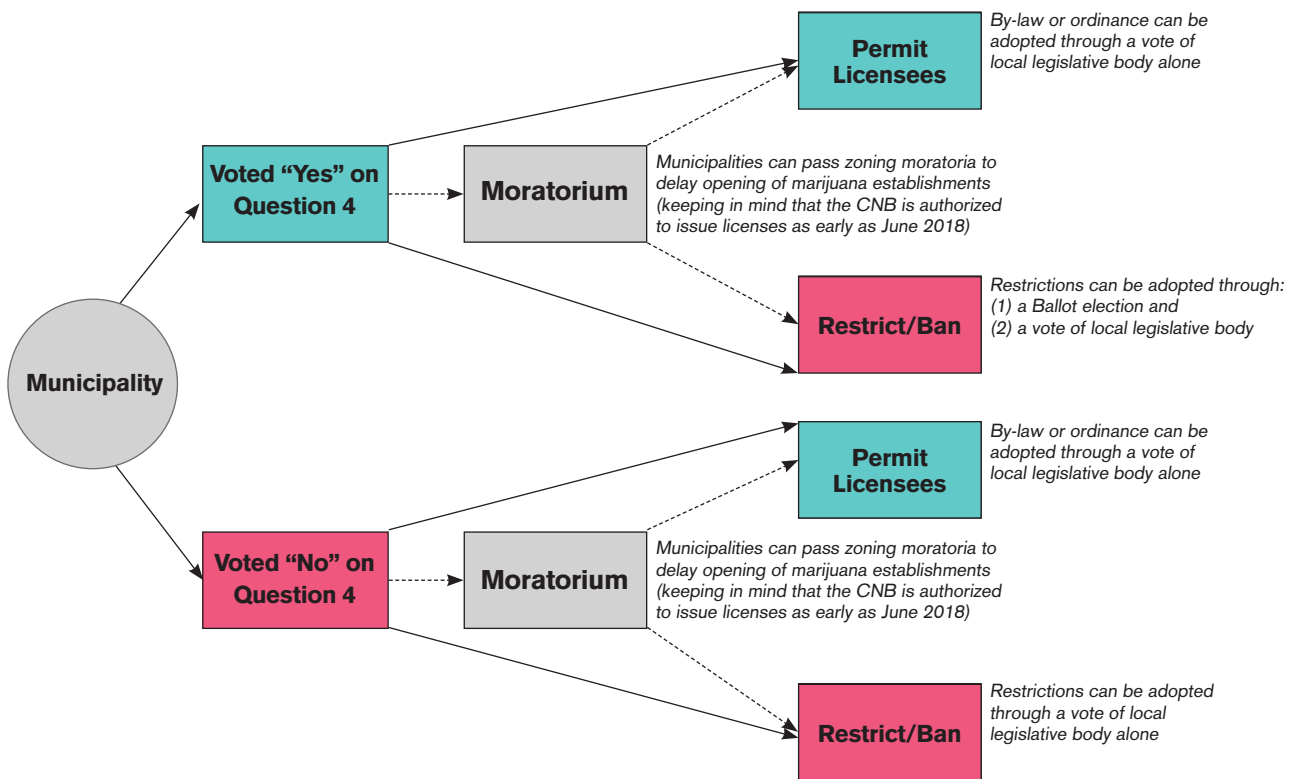 Municipality
Voted “Yes” on
Question 4
Moratorium
Permit
Licensees
By-law or ordinance can be
adopted through a vote of
local legislative body alone
Municipalities can pass zoning moratoria to
delay opening of marijuana establishments
(keeping in mind that the CNB is authorized
to issue licenses as early as June 2018)
Restrict/Ban
Restrictions can be adopted through:
(1) a Ballot election and
(2) a vote of local legislative body
Voted “No” on
Question 4
Moratorium
Permit
Licensees
By-law or ordinance can be
adopted through a vote of
local legislative body alone
Municipalities can pass zoning moratoria to
delay opening of marijuana establishments
(keeping in mind that the CNB is authorized
to issue licenses as early as June 2018)
Restrict/Ban
Restrictions can be adopted
through a vote of local
legislative body alone